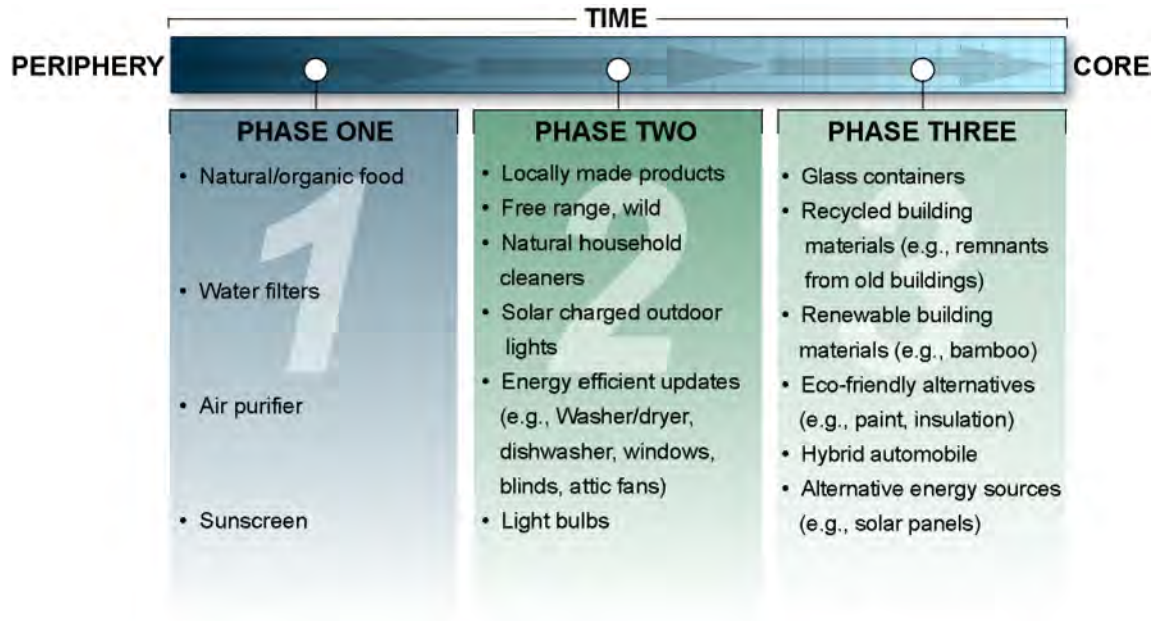 TIME
PERIPHERY
CORE
PHASE ONE
• Natural/organic food
• Water filters
• Air purifier
• Sunscreen
1
PHASE TWO
• Locally made products
• Free range, wild
• Natural household
cleaners
• Solar charged outdoor
lights
• Energy efficient updates
(e.g., Washer/dryer,
dishwasher, windows,
blinds, attic fans)
• Light bulbs
2
PHASE THREE
• Glass containers
• Recycled building
materials (e.g., remnants
from old buildings)
• Renewable building
materials (e.g., bamboo)
• Eco-friendly alternatives
(e.g., paint, insulation)
• Hybrid automobile
• Alternative energy sources
(e.g., solar panels)
3